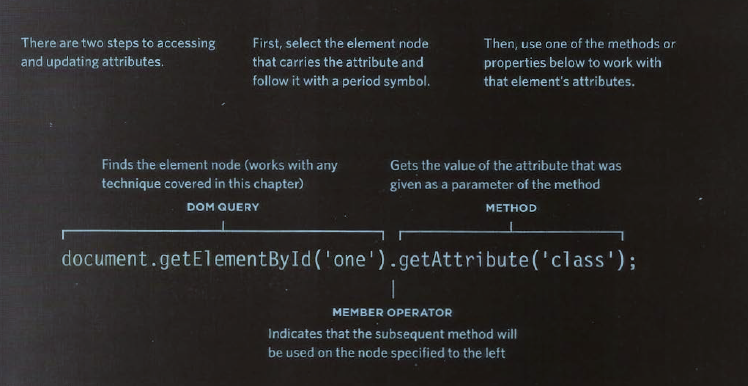 There are two steps to accessing
and updating attributes.
First, select the element node
that carries the attribute and
follow it with a period symbol.
Then, use one of the methods or
properties below to work with
that element's attributes.
Finds the element node (works with any
technique covered in this chapter)
DOM QUERY
Gets the value of the attribute that was
given as a parameter of the method
METHOD
document.getElementById('one').getAttribute('class');
MEMBER OPERATOR
Indicates that the subsequent method will
be used on the node specified to the left